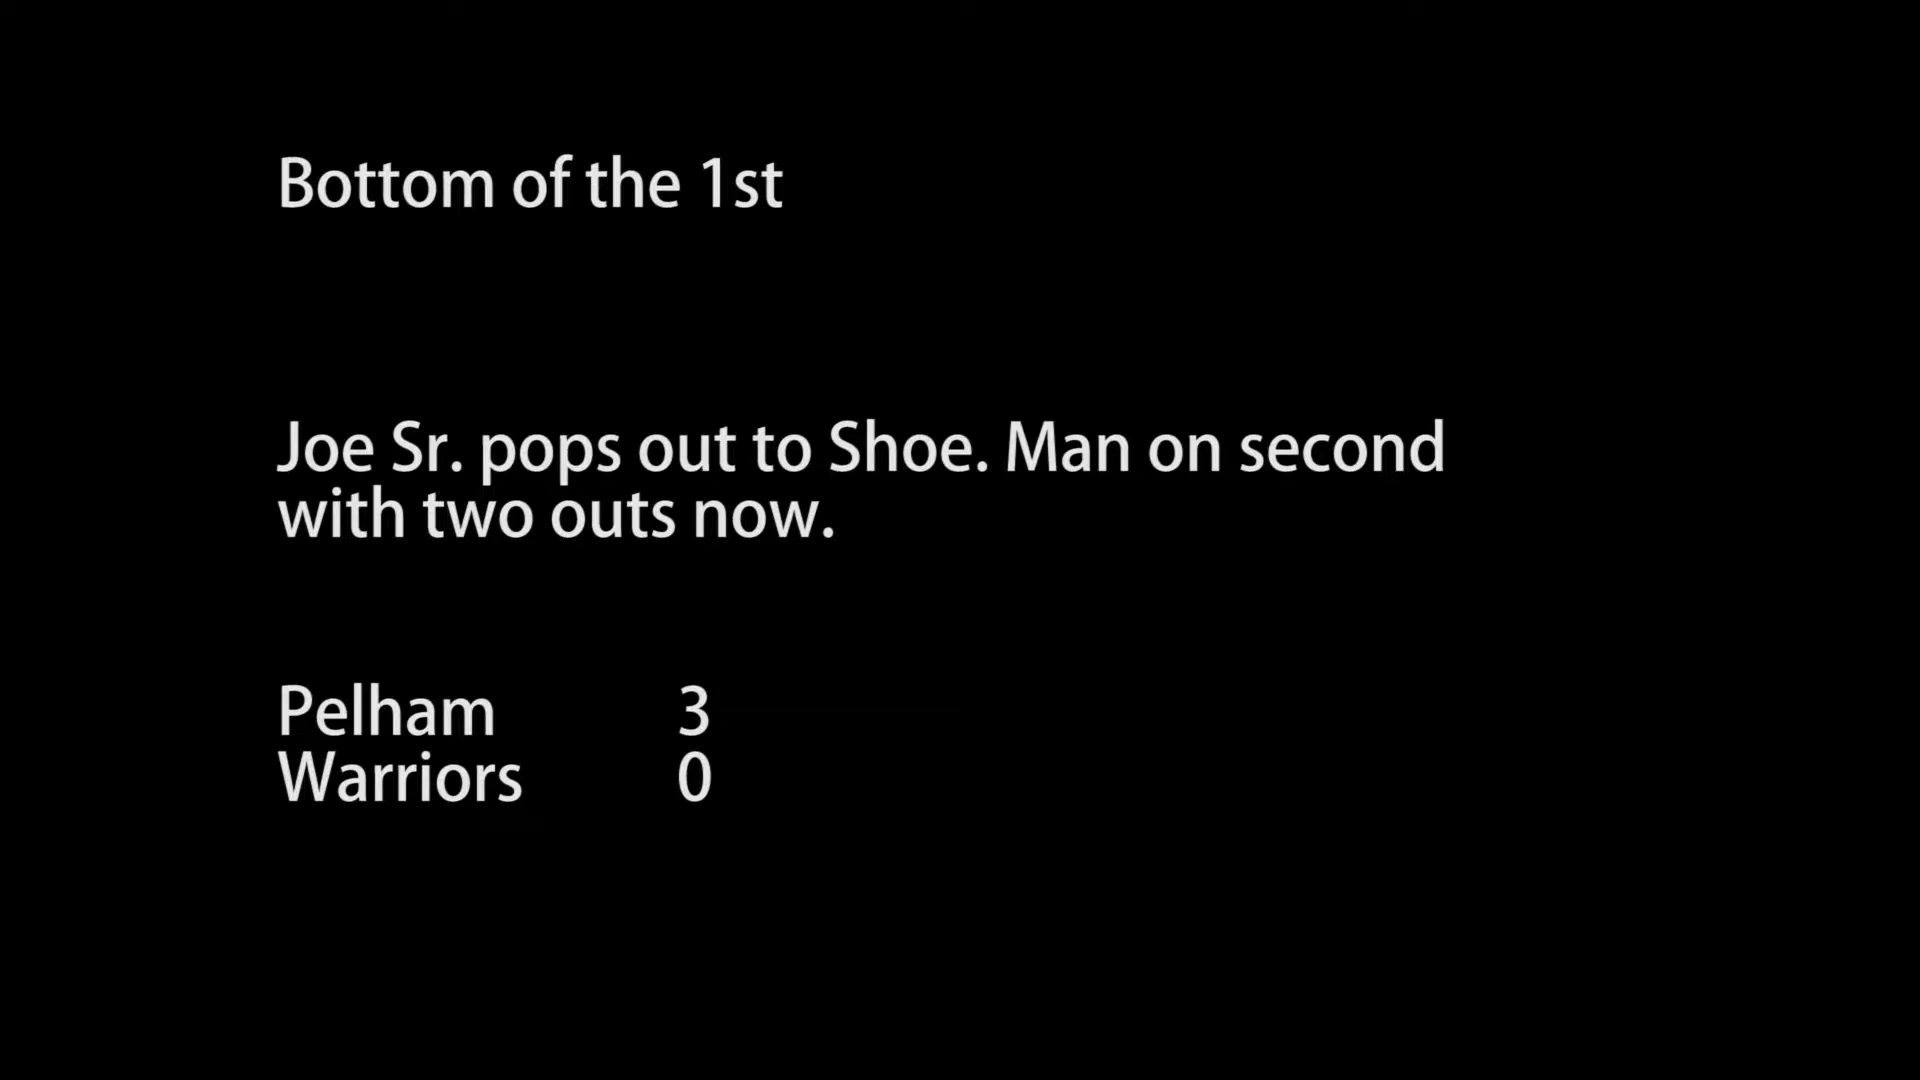 Bottom of the 1st
Joe Sr. pops out to Shoe. Man on second
with two outs now.
Pelham 3
Warriors 0